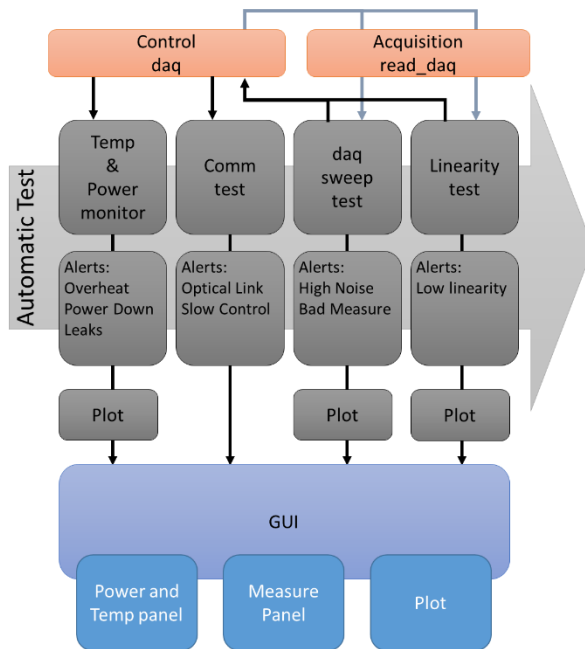 Control
daq
Acquisition
read_daq
Automatic Test
Temp
&
Power
monitor
Comm
test
daq
sweep
test
Linearity
test
Alerts:
Overheat
Power Down
Leaks
Alerts:
Optical Link
Slow Control
Alerts:
High Noise
Bad Measure
Alerts:
Low linearity
Plot
Plot
Plot
GUI
Power and
Temp panel
Measure
Panel
Plot